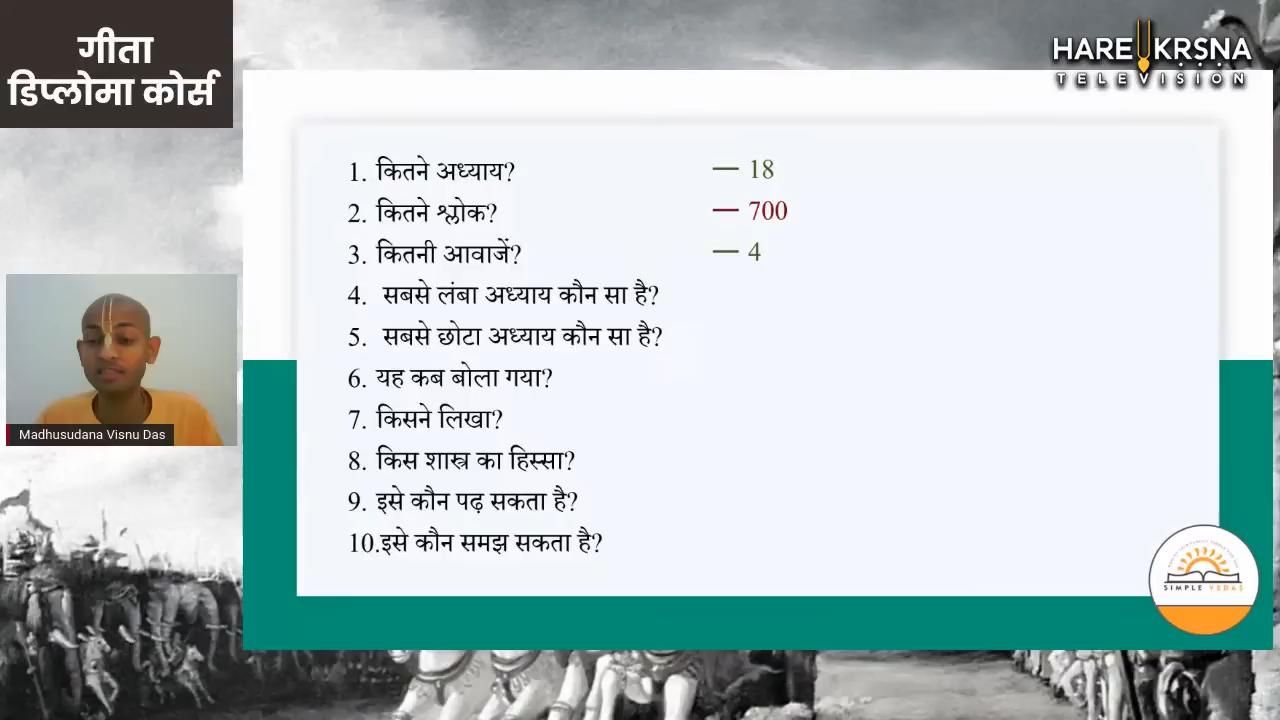 गीता
डिप्लोमा कोर्स
HARE KRSNA
TELEVISION
1. कितने अध्याय? — 18
2. कितने श्लोक? — 700
3. कितनी आवाजें? — 4
4. सबसे लंबा अध्याय कौन सा है?
5. सबसे छोटा अध्याय कौन सा है?
6. यह कब बोला गया?
7. किसने लिखा?
8. किस शास्त्र का हिस्सा?
9. इसे कौन पढ़ सकता है?
10.इसे कौन समझ सकता है?
Madhusudana Visnu Das
SIMPLE VEDAS